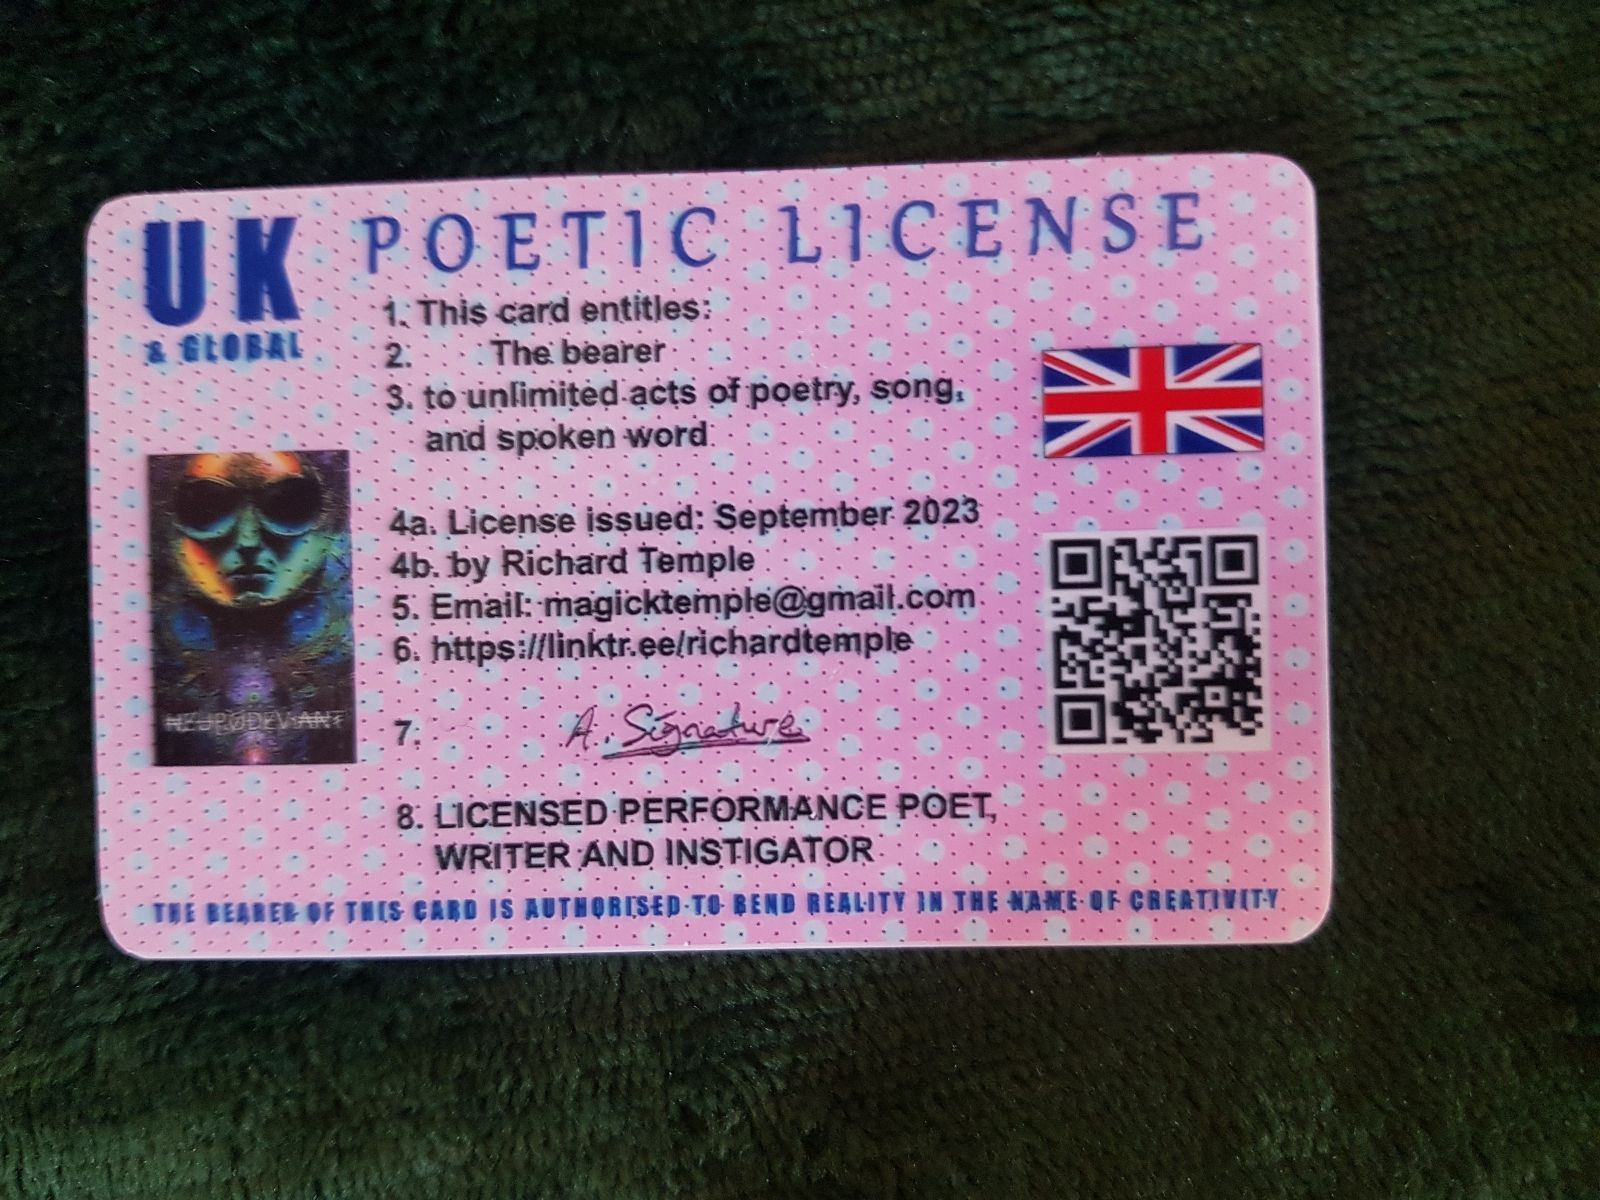 UK POETIC LICENSE
& GLOBAL
1. This card entitles:
2. The bearer
3. to unlimited acts of poetry, song,
and spoken word
4a. License issued: September 2023
4b. by Richard Temple
5. Email: magicktemple@gmail.com
6. https://linktr.ee/richardtemple
NEURODEVIANT
7. A. Signature
8. LICENSED PERFORMANCE POET,
WRITER AND INSTIGATOR
THE BEARER OF THIS CARD IS AUTHORISED TO BEND REALITY IN THE NAME OF CREATIVITY